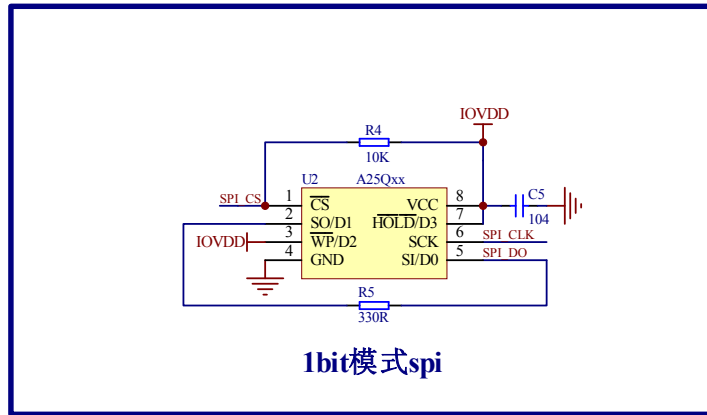 IOVDD
R4
10K
U2 A25Qxx
SPI_CS 1 CS VCC 8
2 SO/D1 HOLD/D3 7
C5
104
IOVDD 3 WP/D2 SCK 6 SPI_CLK
4 GND SI/D0 5 SPI_DO
R5
330R
1bit模式spi